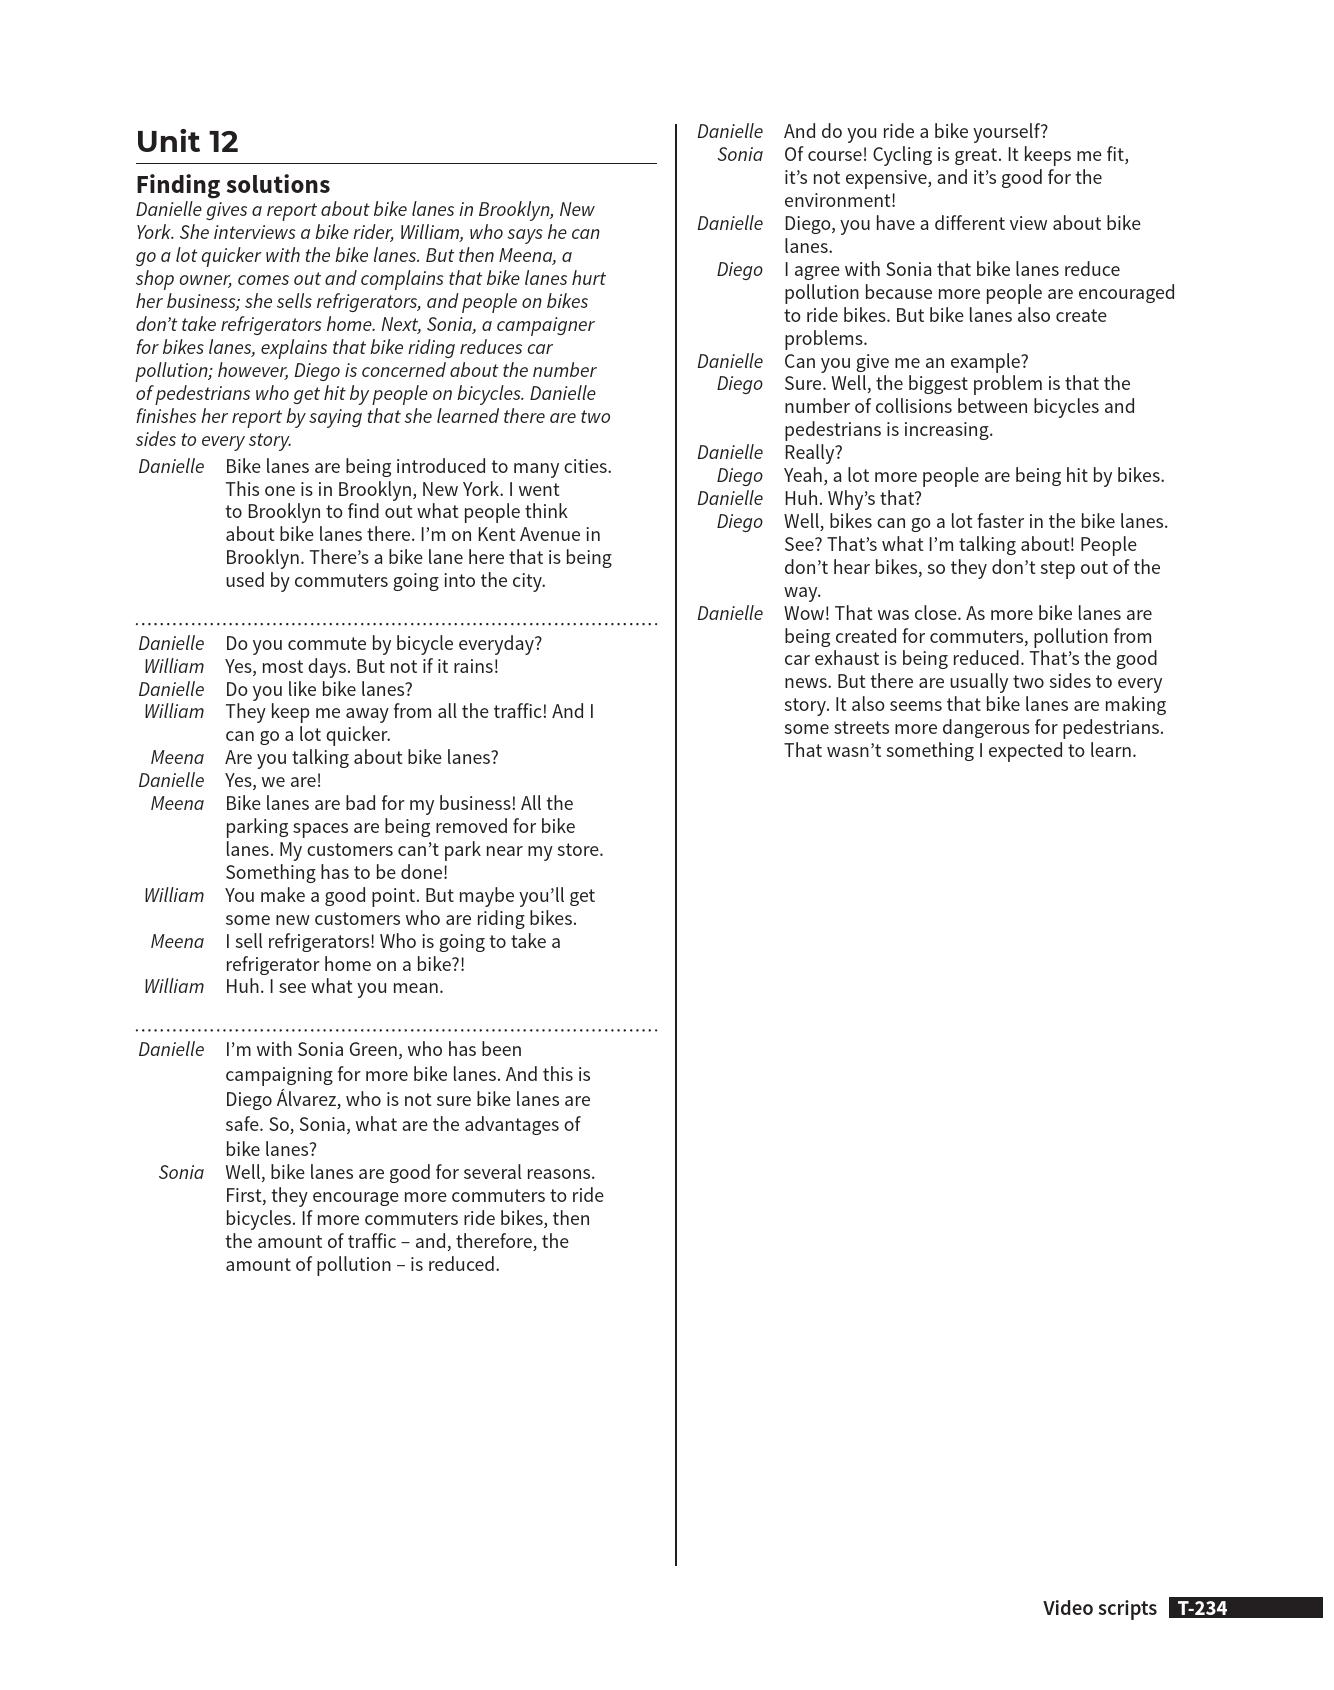 Unit 12
Finding solutions
Danielle gives a report about bike lanes in Brooklyn, New
York. She interviews a bike rider, William, who says he can
go a lot quicker with the bike lanes. But then Meena, a
shop owner, comes out and complains that bike lanes hurt
her business; she sells refrigerators, and people on bikes
don’t take refrigerators home. Next, Sonia, a campaigner
for bikes lanes, explains that bike riding reduces car
pollution; however, Diego is concerned about the number
of pedestrians who get hit by people on bicycles. Danielle
finishes her report by saying that she learned there are two
sides to every story.
Danielle Bike lanes are being introduced to many cities.
This one is in Brooklyn, New York. I went
to Brooklyn to find out what people think
about bike lanes there. I’m on Kent Avenue in
Brooklyn. There’s a bike lane here that is being
used by commuters going into the city.
Danielle Do you commute by bicycle everyday?
William Yes, most days. But not if it rains!
Danielle Do you like bike lanes?
William They keep me away from all the traffic! And I
can go a lot quicker.
Meena Are you talking about bike lanes?
Danielle Yes, we are!
Meena Bike lanes are bad for my business! All the
parking spaces are being removed for bike
lanes. My customers can’t park near my store.
Something has to be done!
William You make a good point. But maybe you’ll get
some new customers who are riding bikes.
Meena I sell refrigerators! Who is going to take a
refrigerator home on a bike?!
William Huh. I see what you mean.
Danielle I’m with Sonia Green, who has been
campaigning for more bike lanes. And this is
Diego Álvarez, who is not sure bike lanes are
safe. So, Sonia, what are the advantages of
bike lanes?
Sonia Well, bike lanes are good for several reasons.
First, they encourage more commuters to ride
bicycles. If more commuters ride bikes, then
the amount of traffic – and, therefore, the
amount of pollution – is reduced.
Danielle And do you ride a bike yourself?
Sonia Of course! Cycling is great. It keeps me fit,
it’s not expensive, and it’s good for the
environment!
Danielle Diego, you have a different view about bike
lanes.
Diego I agree with Sonia that bike lanes reduce
pollution because more people are encouraged
to ride bikes. But bike lanes also create
problems.
Danielle Can you give me an example?
Diego Sure. Well, the biggest problem is that the
number of collisions between bicycles and
pedestrians is increasing.
Danielle Really?
Diego Yeah, a lot more people are being hit by bikes.
Danielle Huh. Why’s that?
Diego Well, bikes can go a lot faster in the bike lanes.
See? That’s what I’m talking about! People
don’t hear bikes, so they don’t step out of the
way.
Danielle Wow! That was close. As more bike lanes are
being created for commuters, pollution from
car exhaust is being reduced. That’s the good
news. But there are usually two sides to every
story. It also seems that bike lanes are making
some streets more dangerous for pedestrians.
That wasn’t something I expected to learn.
Video scripts T-234